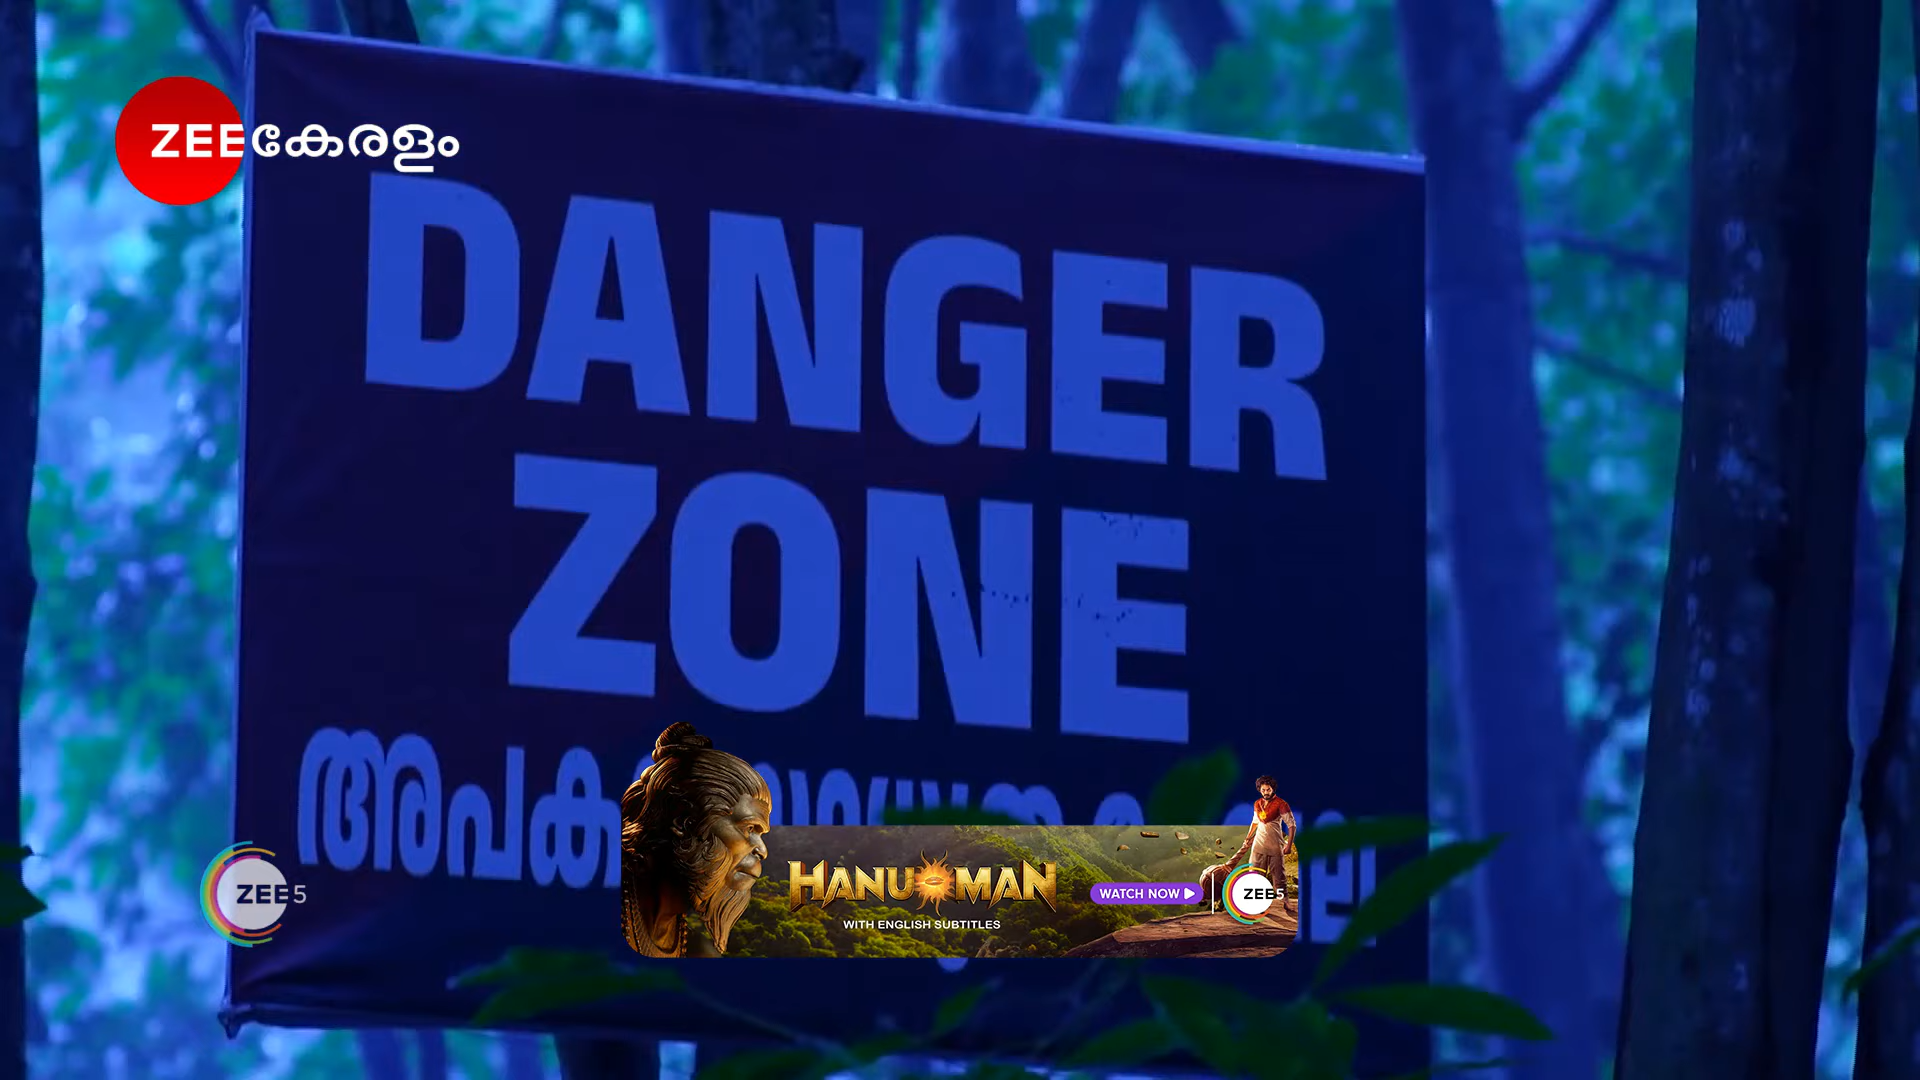 ZEEകേരളം
DANGER
ZONE
HANUMAN
WITH ENGLISH SUBTITLES
WATCH NOW
ZEE5
ZEE5